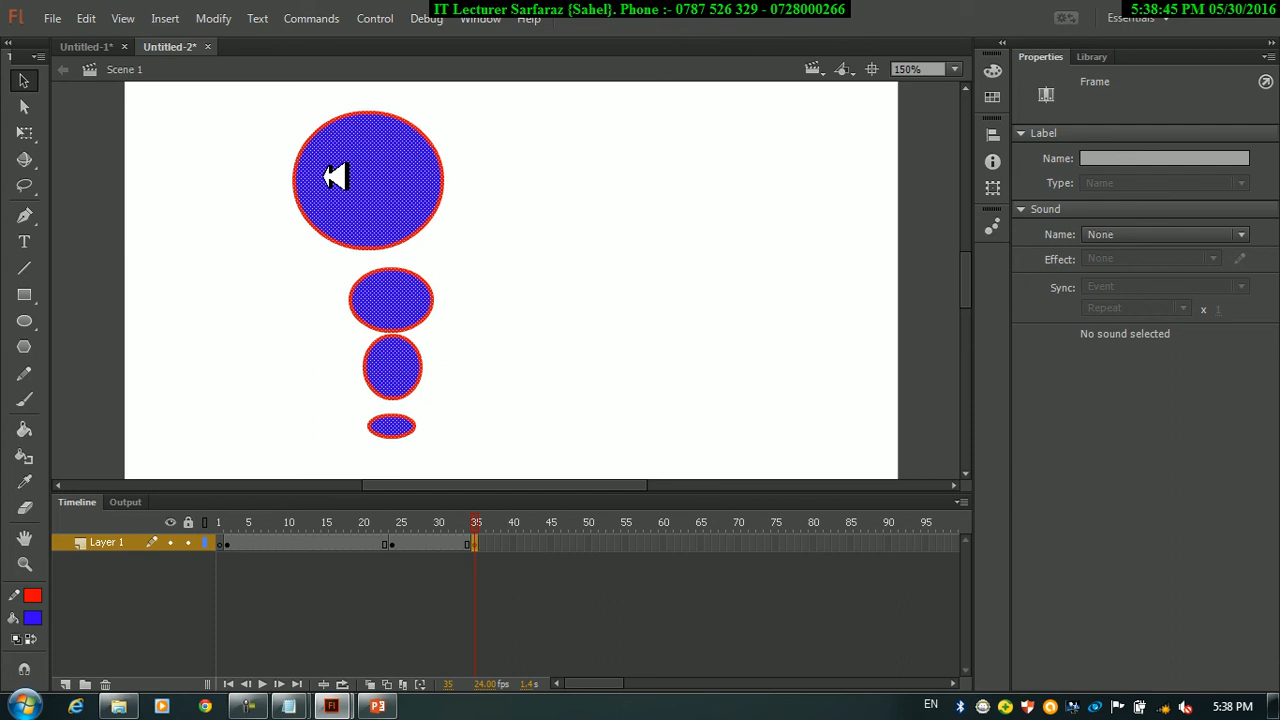 IT Lecturer Sarfaraz {Sahel}. Phone :- 0787 526 329 - 0728000266
5:38:45 PM 05/30/2016
Fl File Edit View Insert Modify Text Commands Control Debug Window Help Essentials
Untitled-1* × Untitled-2* ×
Scene 1
150%
Properties Library
Frame
Label
Name:
Type: Name
Sound
Name: None
Effect: None
Sync: Event
Repeat x 1
No sound selected
Timeline Output
1 5 10 15 20 25 30 35 40 45 50 55 60 65 70 75 80 85 90 95
Layer 1
35 24.00fps 1.4s
EN 5:38 PM